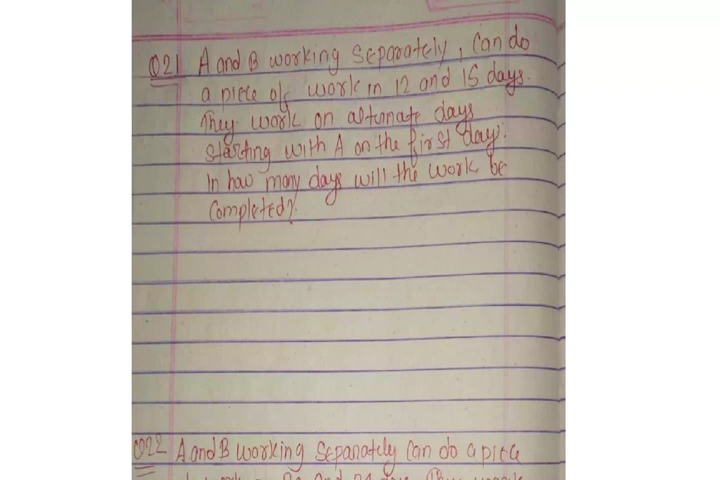 Q21 A and B working separately, can do
a piece of work in 12 and 15 days.
They work on altunate days
starting with A on the first day.
In how many days will the work be
completed?
Q22 A and B working separately can do a piece